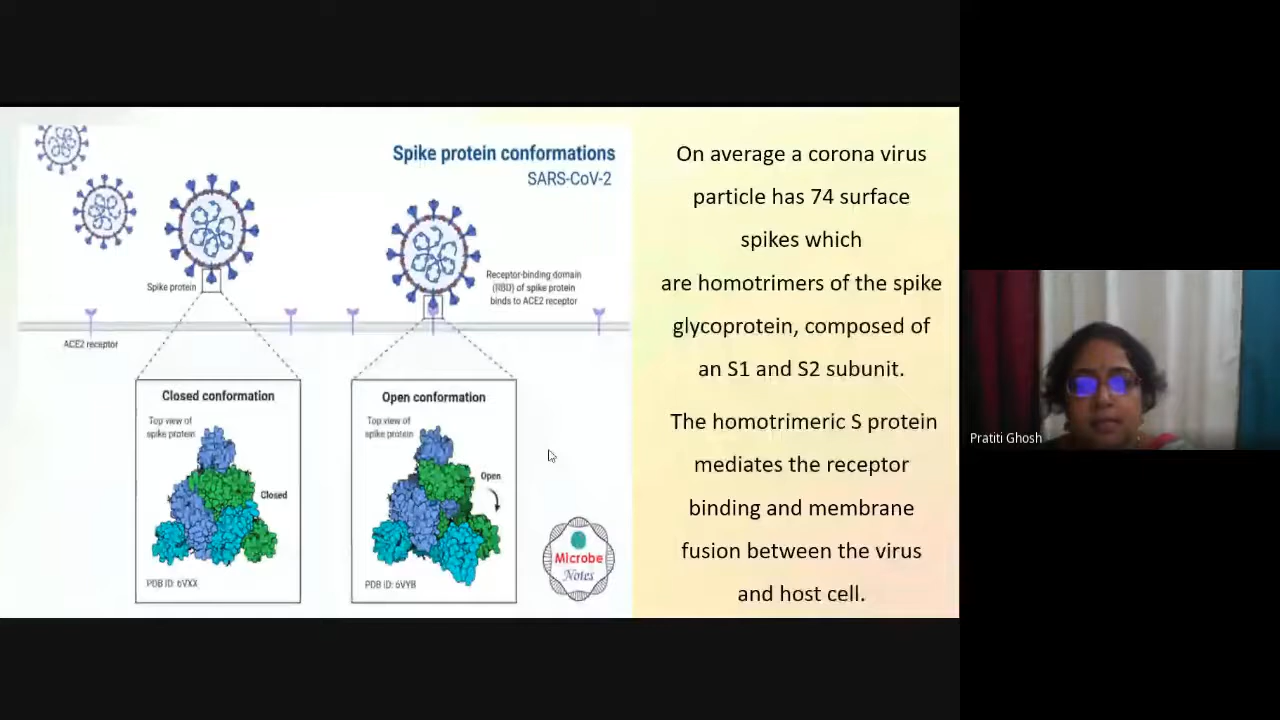 Spike protein conformations
SARS-CoV-2
Spike protein
Receptor-binding domain
(RBD) of spike protein
binds to ACE2 receptor
ACE2 receptor
Closed conformation
Top view of
spike protein
Closed
PDB ID: 6VXX
Open conformation
Top view of
spike protein
Open
PDB ID: 6VYB
Microbe
Notes
On average a corona virus
particle has 74 surface
spikes which
are homotrimers of the spike
glycoprotein, composed of
an S1 and S2 subunit.
The homotrimeric S protein
mediates the receptor
binding and membrane
fusion between the virus
and host cell.
Pratiti Ghosh